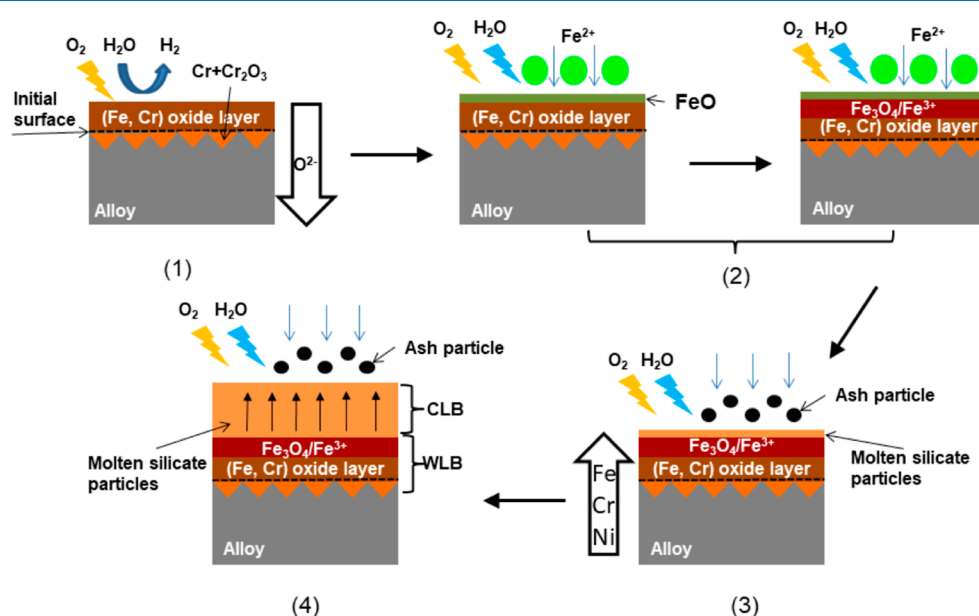 O₂ H₂O H₂
Cr+Cr₂O₃
Initial
surface
(Fe, Cr) oxide layer
O²⁻
Alloy
(1)
O₂ H₂O Fe²⁺
FeO
(Fe, Cr) oxide layer
Alloy
O₂ H₂O Fe²⁺
Fe₃O₄/Fe³⁺
(Fe, Cr) oxide layer
Alloy
(2)
O₂ H₂O
Ash particle
Fe₃O₄/Fe³⁺
(Fe, Cr) oxide layer
Molten silicate
particles
Fe
Cr
Ni
Alloy
(3)
O₂ H₂O
Ash particle
CLB
Fe₃O₄/Fe³⁺
WLB
(Fe, Cr) oxide layer
Molten silicate
particles
Alloy
(4)